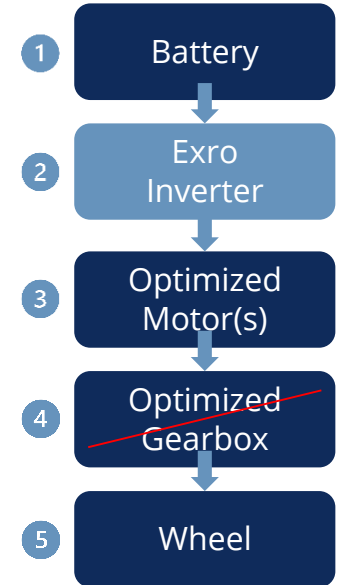 1
Battery
2
Exro
Inverter
3
Optimized
Motor(s)
4
Optimized
Gearbox
5
Wheel